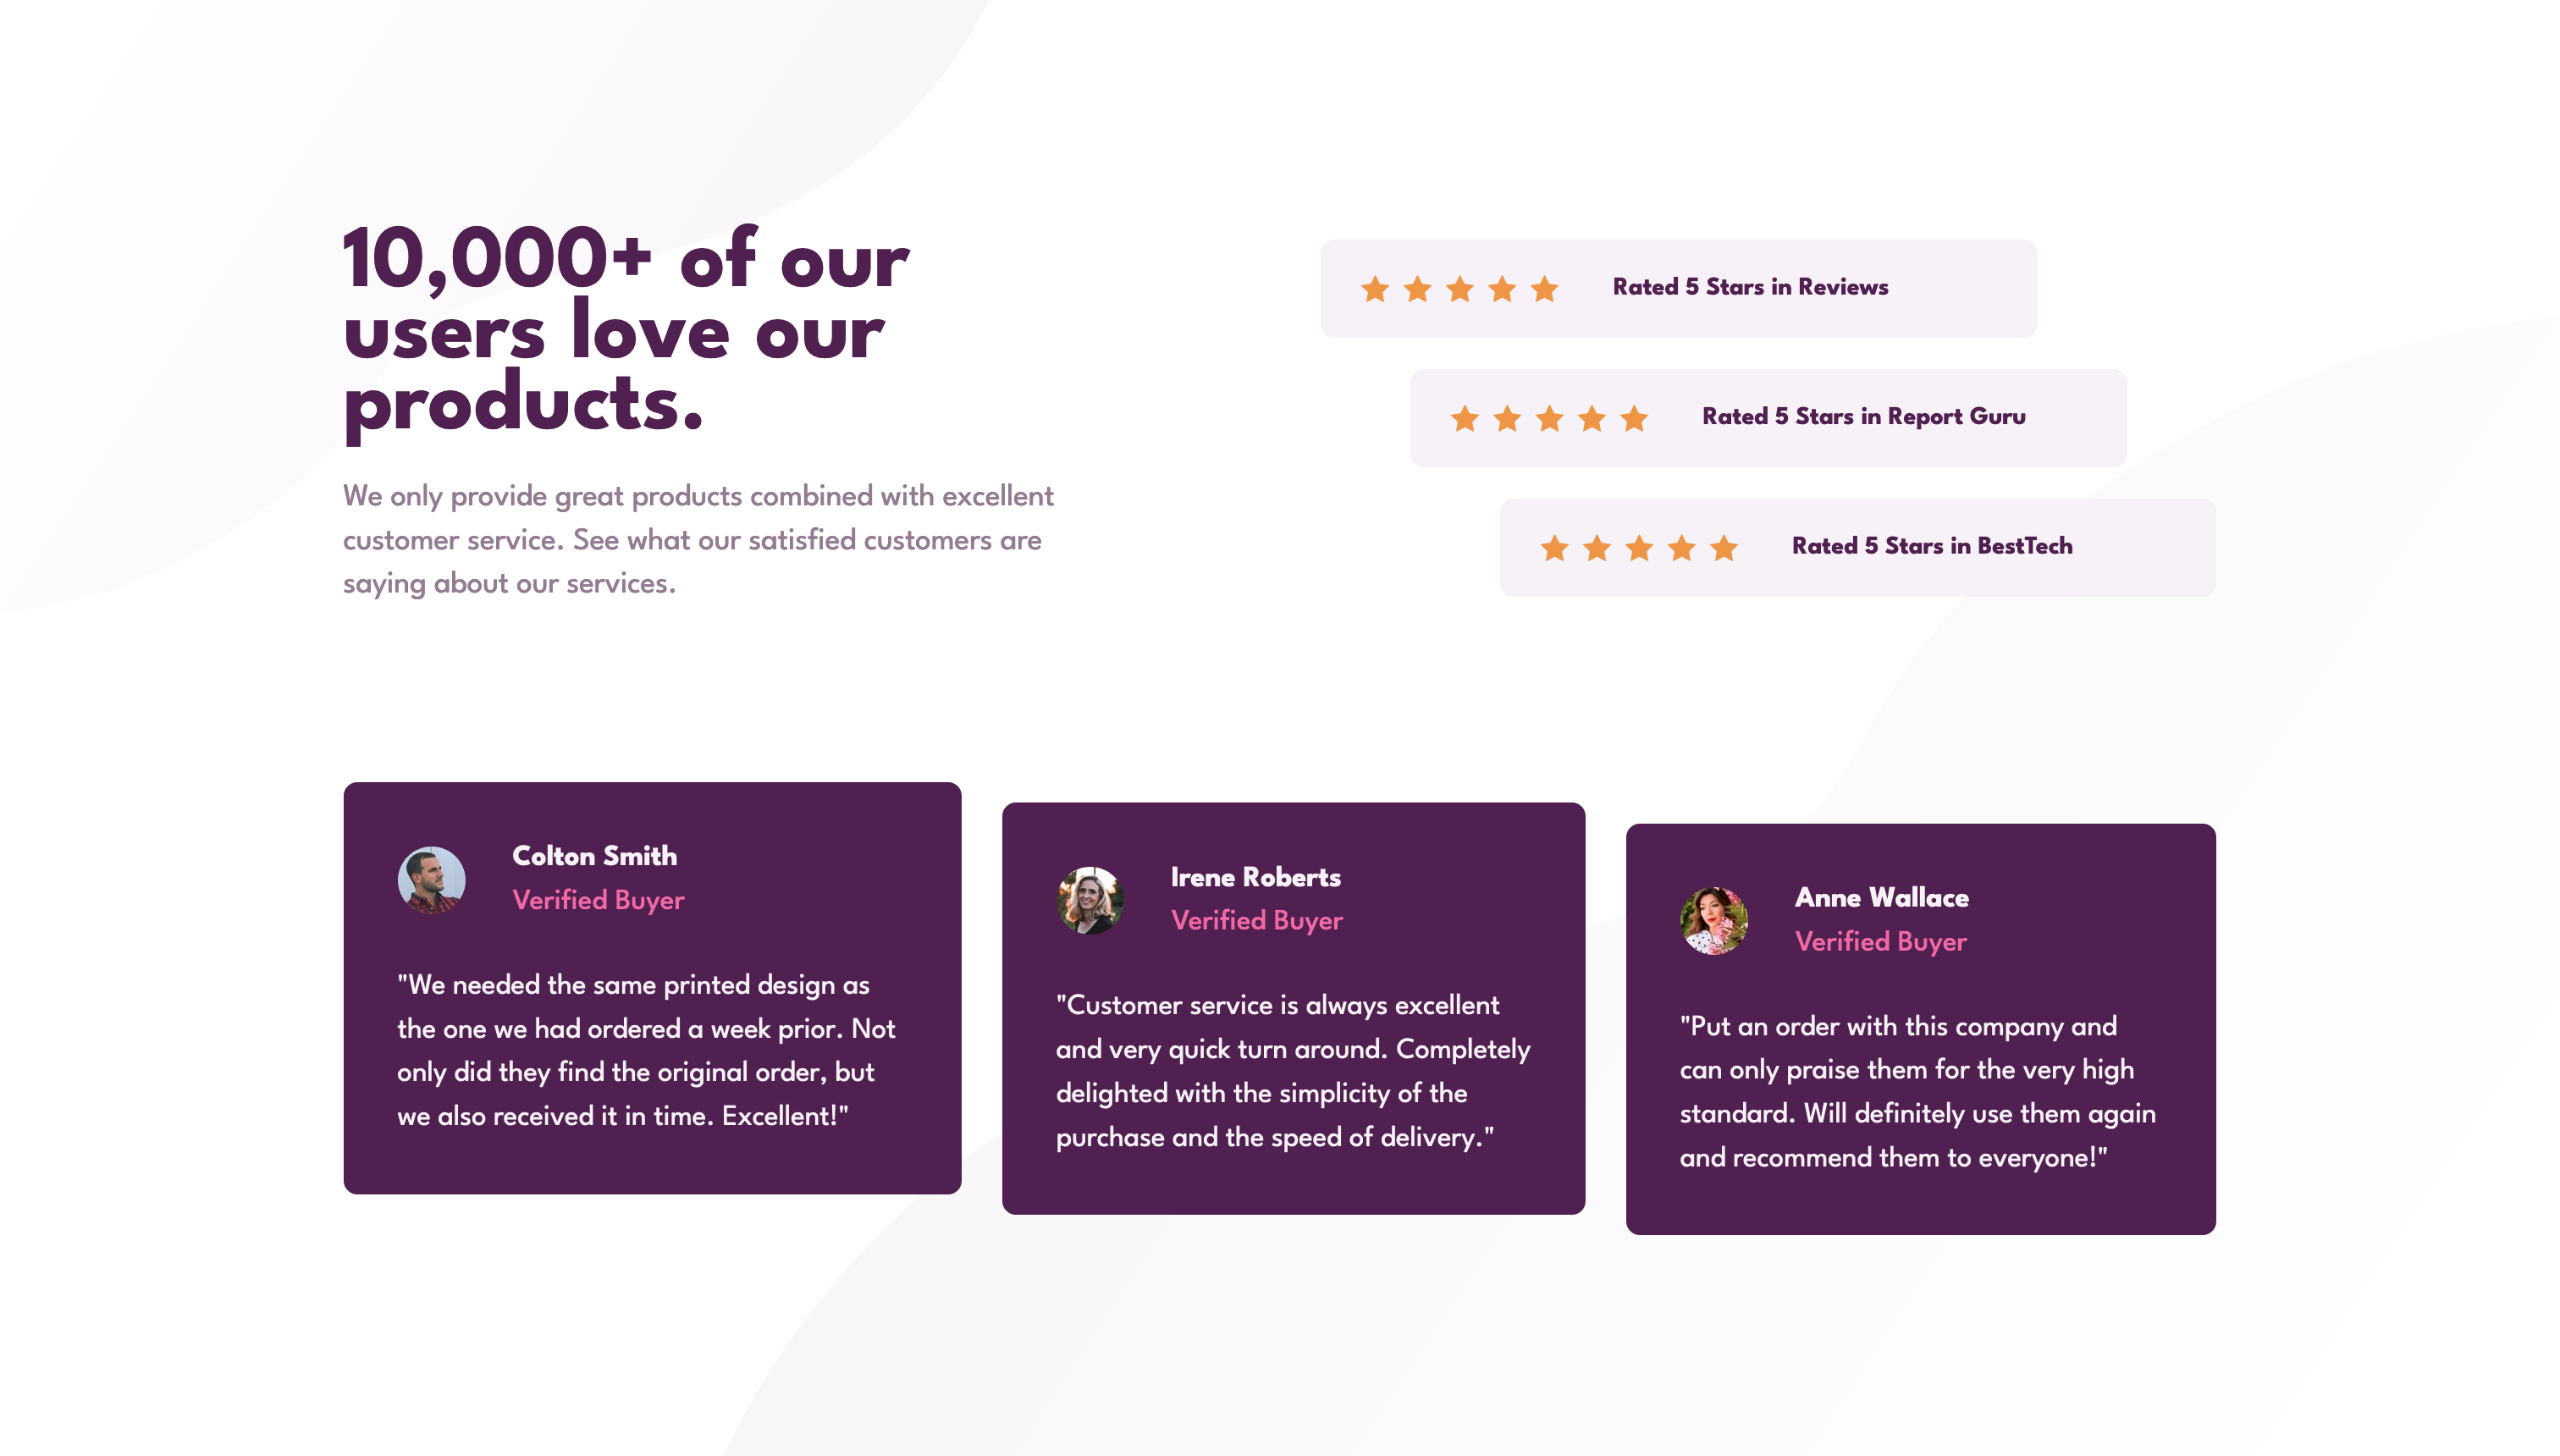 10,000+ of our
users love our
products.
We only provide great products combined with excellent
customer service. See what our satisfied customers are
saying about our services.
Rated 5 Stars in Reviews
Rated 5 Stars in Report Guru
Rated 5 Stars in BestTech
Colton Smith
Verified Buyer
"We needed the same printed design as
the one we had ordered a week prior. Not
only did they find the original order, but
we also received it in time. Excellent!"
Irene Roberts
Verified Buyer
"Customer service is always excellent
and very quick turn around. Completely
delighted with the simplicity of the
purchase and the speed of delivery."
Anne Wallace
Verified Buyer
"Put an order with this company and
can only praise them for the very high
standard. Will definitely use them again
and recommend them to everyone!"